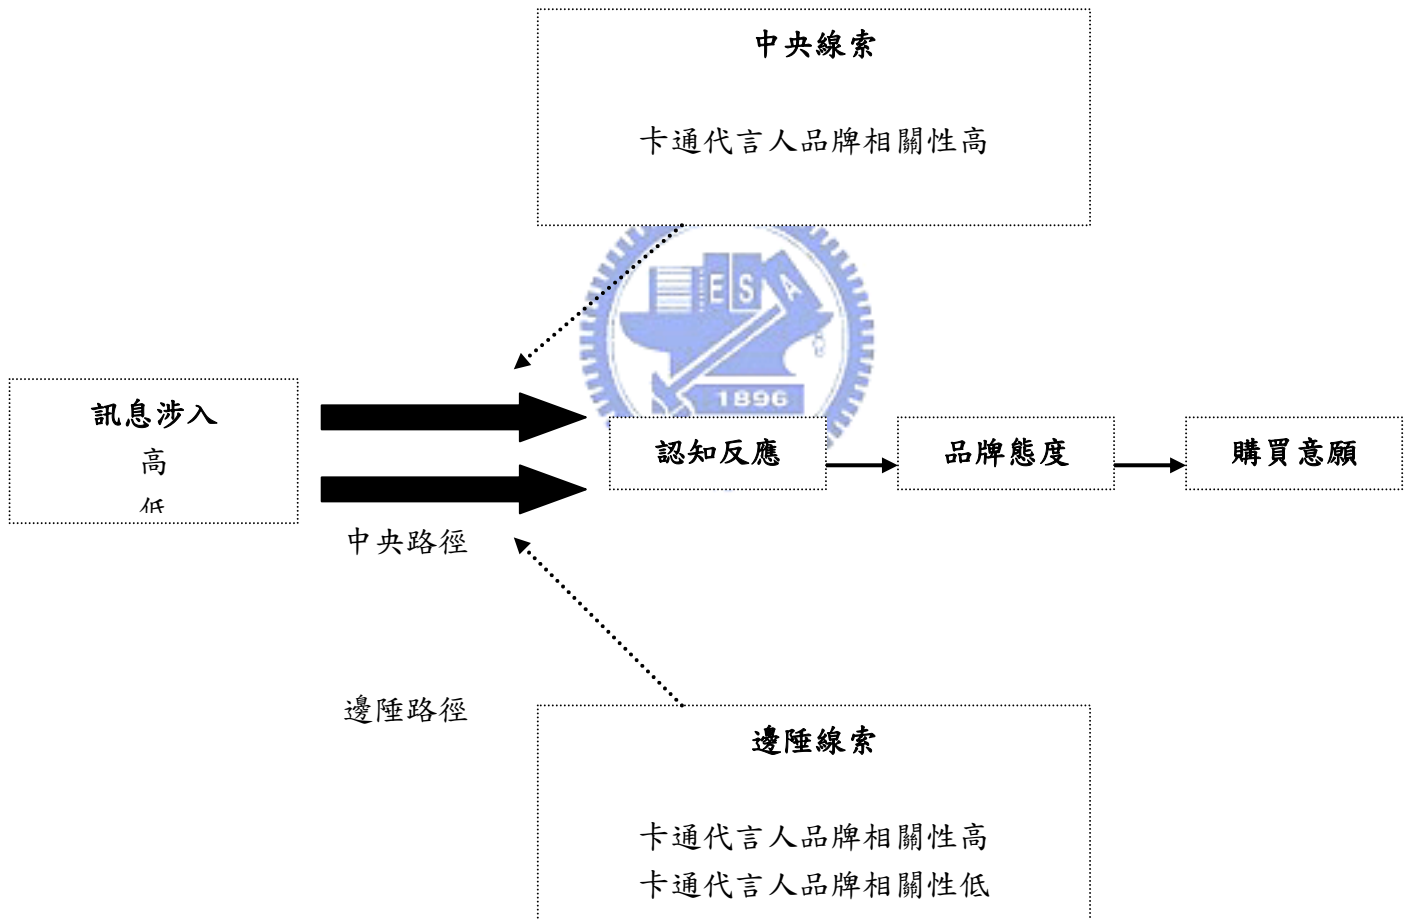 中央線索
卡通代言人品牌相關性高
ESA
1896
訊息涉入
高
低
認知反應
品牌態度
購買意願
中央路徑
邊陲路徑
邊陲線索
卡通代言人品牌相關性高
卡通代言人品牌相關性低